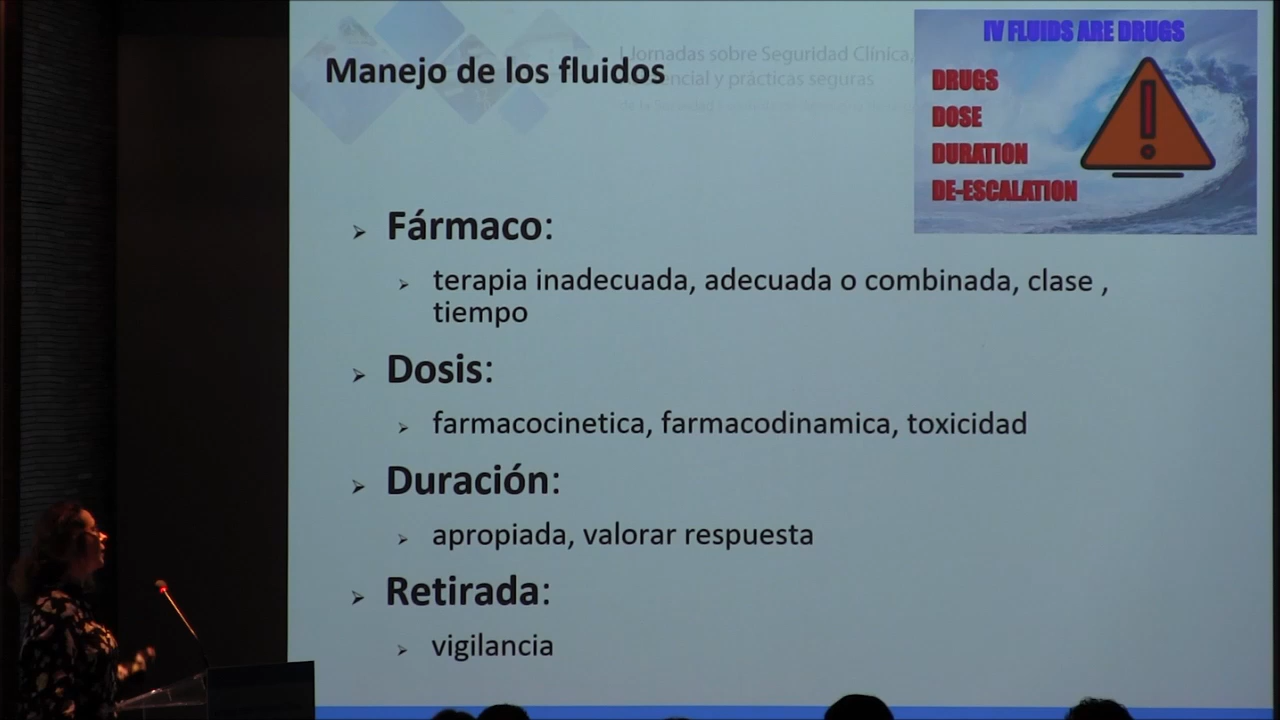 Manejo de los fluidos
I Jornadas sobre Seguridad Clínica,
encial y prácticas seguras
IV FLUIDS ARE DRUGS
DRUGS
DOSE
DURATION
DE-ESCALATION
Fármaco:
terapia inadecuada, adecuada o combinada, clase ,
tiempo
Dosis:
farmacocinetica, farmacodinamica, toxicidad
Duración:
apropiada, valorar respuesta
Retirada:
vigilancia